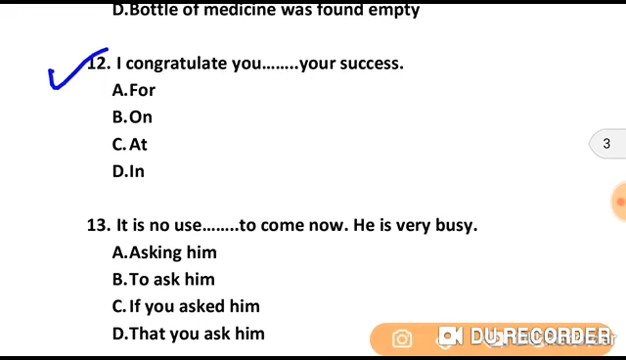 D.Bottle of medicine was found empty
12. I congratulate you........your success.
A.For
B.On
C.At
D.In
3
13. It is no use........to come now. He is very busy.
A.Asking him
B.To ask him
C.If you asked him
D.That you ask him
DU RECORDER